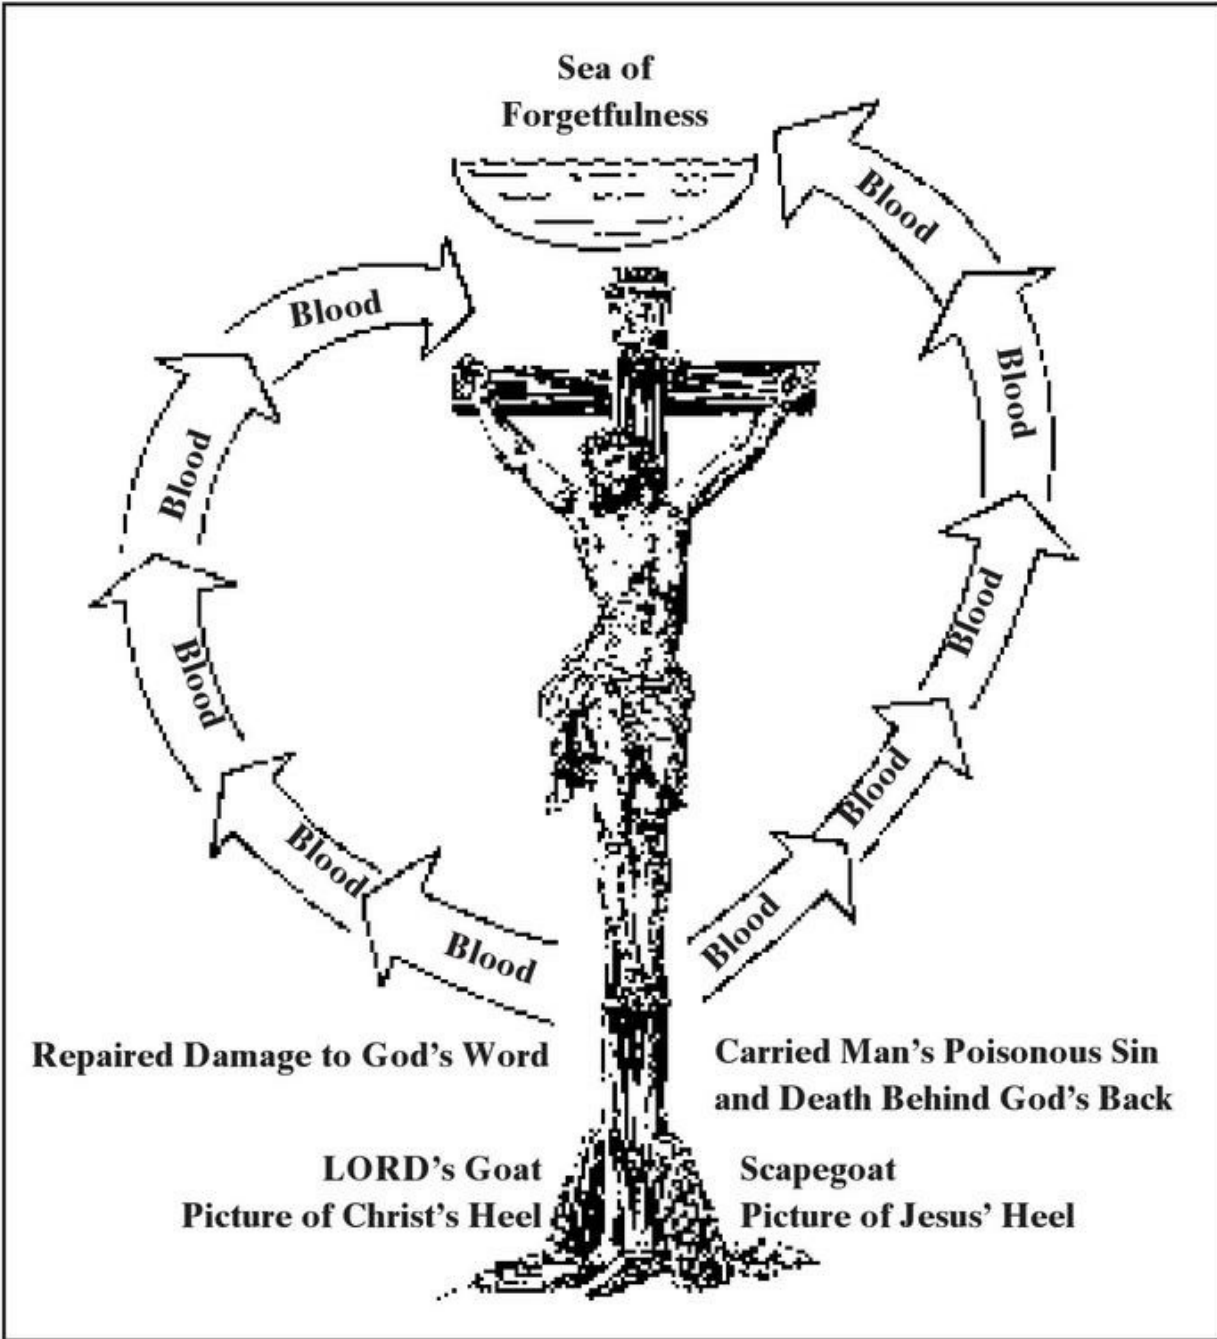 Sea of
Forgetfulness
Blood
Blood
Blood
Blood
Blood
Blood
Blood
Blood
Blood
Blood
Repaired Damage to God's Word
Carried Man's Poisonous Sin
and Death Behind God's Back
LORD's Goat
Picture of Christ's Heel
Scapegoat
Picture of Jesus' Heel